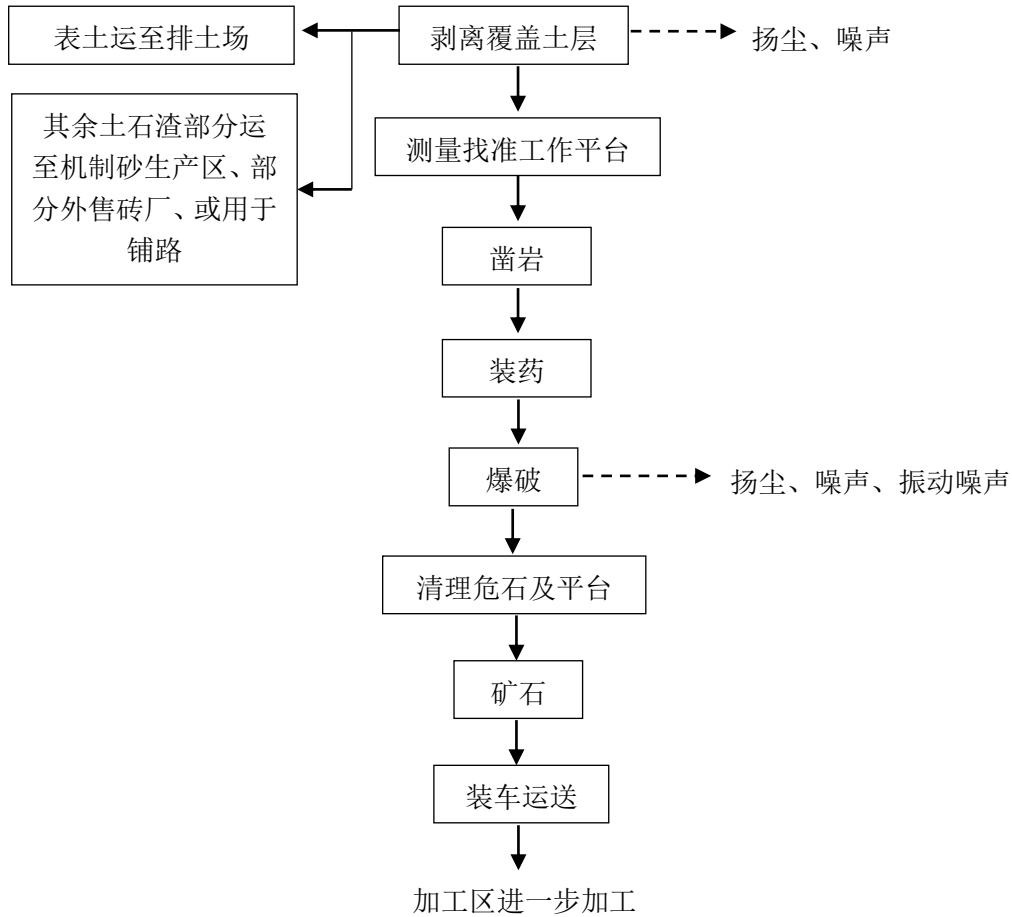 表土运至排土场
剥离覆盖土层
扬尘、噪声
其余土石渣部分运
至机制砂生产区、部
分外售砖厂、或用于
铺路
测量找准工作平台
凿岩
装药
爆破
扬尘、噪声、振动噪声
清理危石及平台
矿石
装车运送
加工区进一步加工